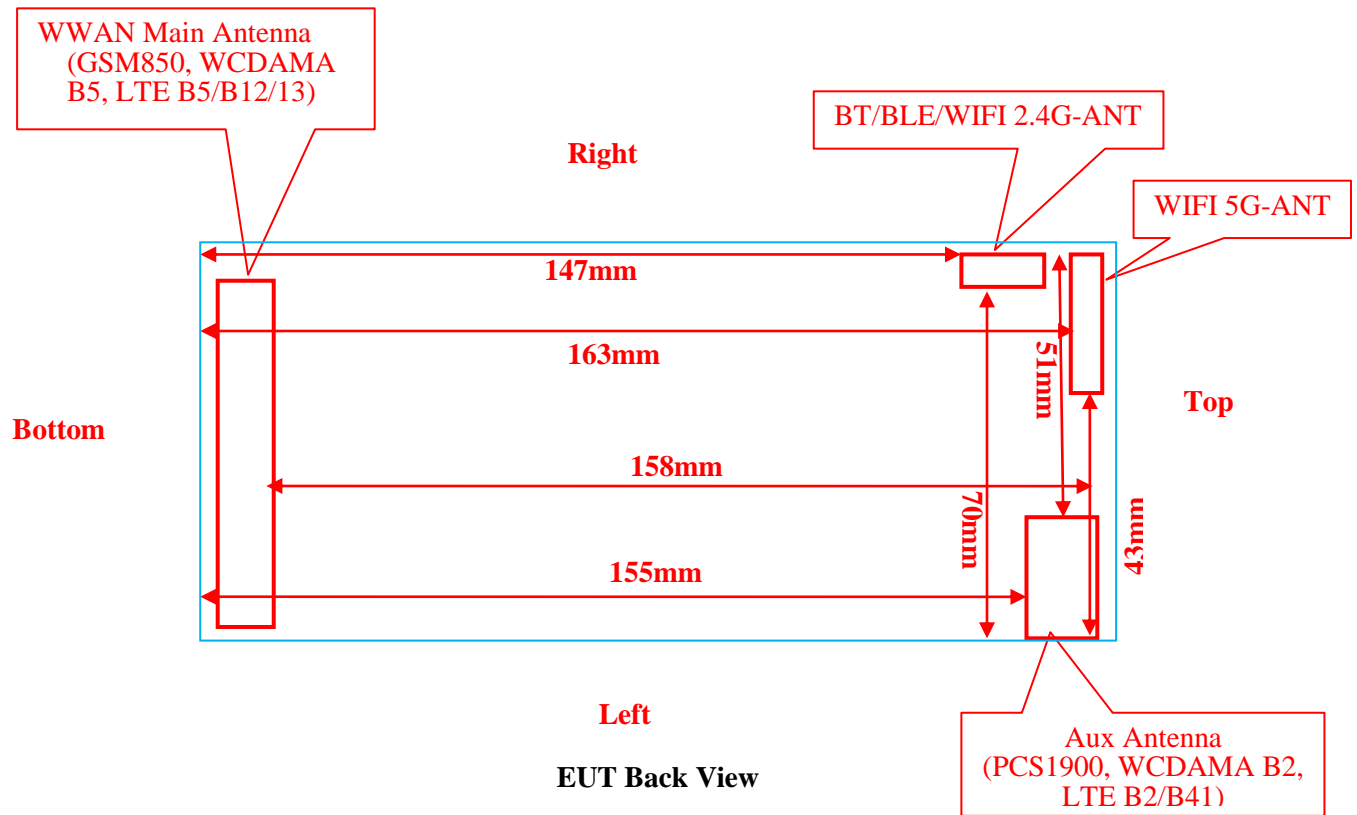 WWAN Main Antenna
(GSM850, WCDAMA
B5, LTE B5/B12/13)
BT/BLE/WIFI 2.4G-ANT
Right
WIFI 5G-ANT
147mm
163mm
51mm
Bottom
Top
158mm
70mm
43mm
155mm
Left
Aux Antenna
(PCS1900, WCDAMA B2,
LTE B2/B41)
EUT Back View